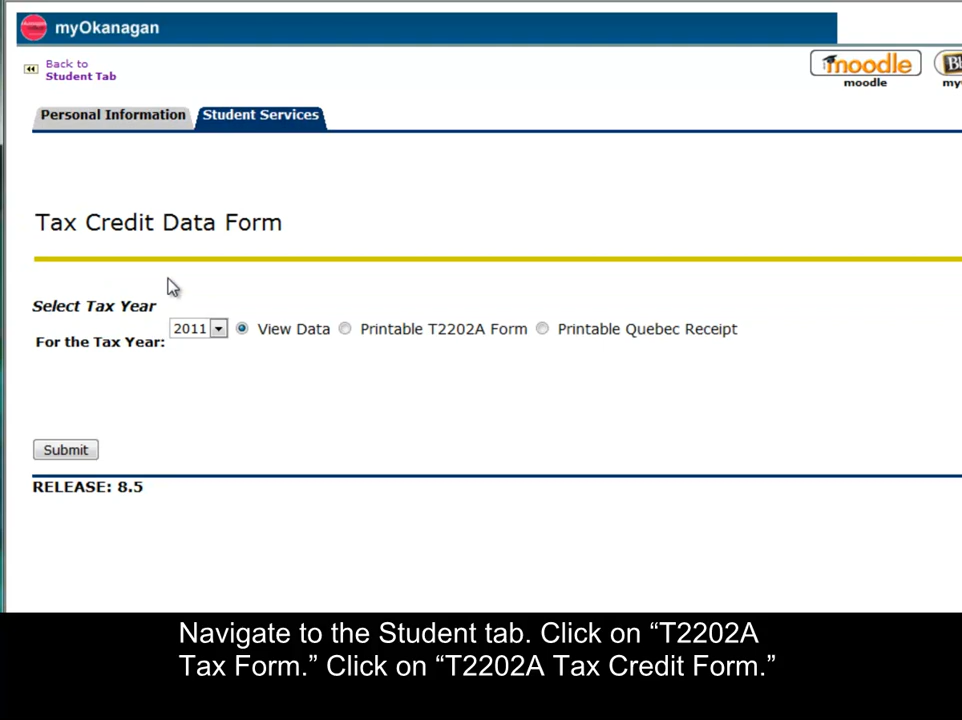 myOkanagan
Back to
Student Tab
moodle
moodle
Personal Information
Student Services
Tax Credit Data Form
Select Tax Year
For the Tax Year:
2011
View Data
Printable T2202A Form
Printable Quebec Receipt
Submit
RELEASE: 8.5
Navigate to the Student tab. Click on “T2202A
Tax Form.” Click on “T2202A Tax Credit Form.”